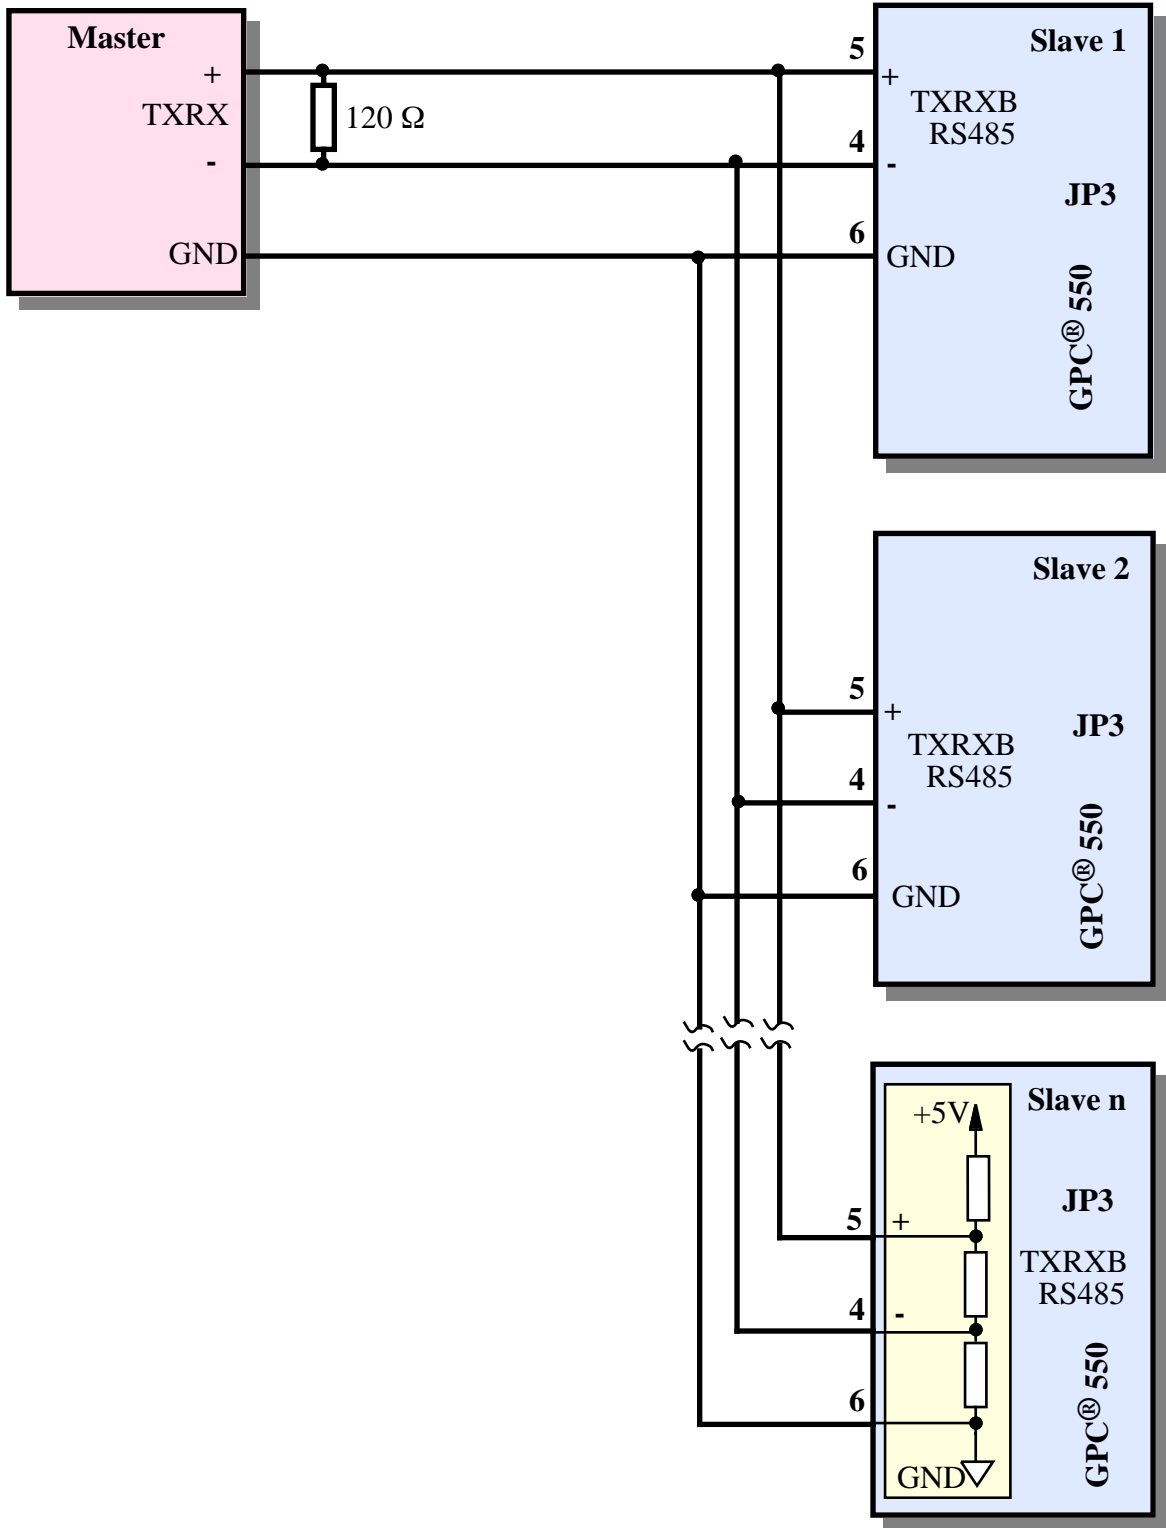 Master
+
TXRX
-
GND
120 Ω
5
4
6
Slave 1
+
TXRXB
RS485
-
JP3
GND
GPC® 550
Slave 2
5
+
JP3
TXRXB
RS485
4
-
6
GND
GPC® 550
Slave n
+5V
JP3
5
+
TXRXB
RS485
4
-
6
GND
GPC® 550